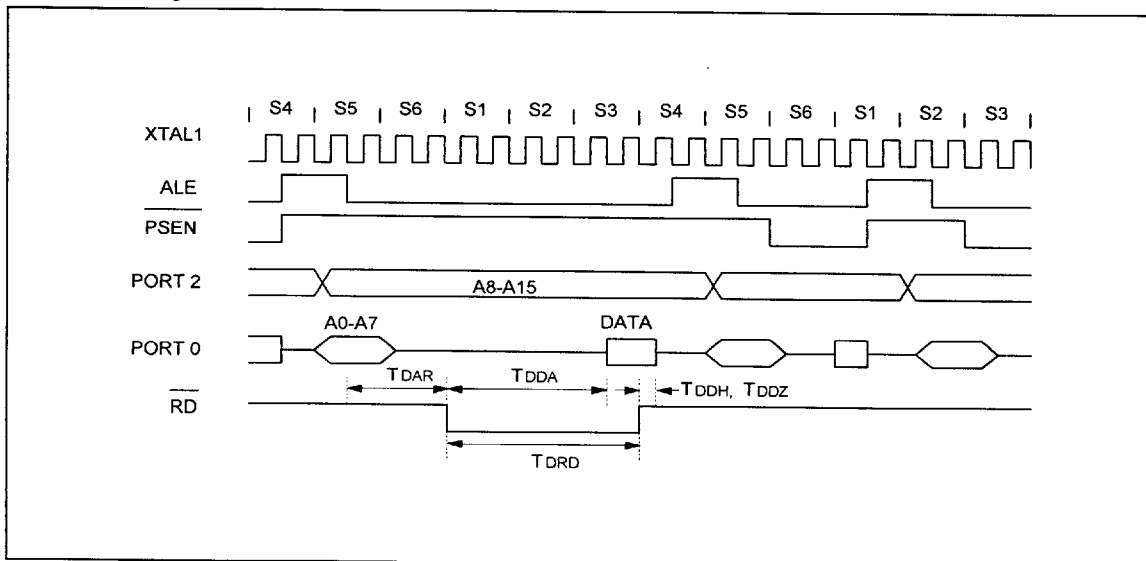 S4 S5 S6 S1 S2 S3 S4 S5 S6 S1 S2 S3
XTAL1
ALE
PSEN
PORT 2
A8-A15
A0-A7
DATA
PORT 0
TDAR
TDDA
TDDH, TDDZ
RD
TDRD